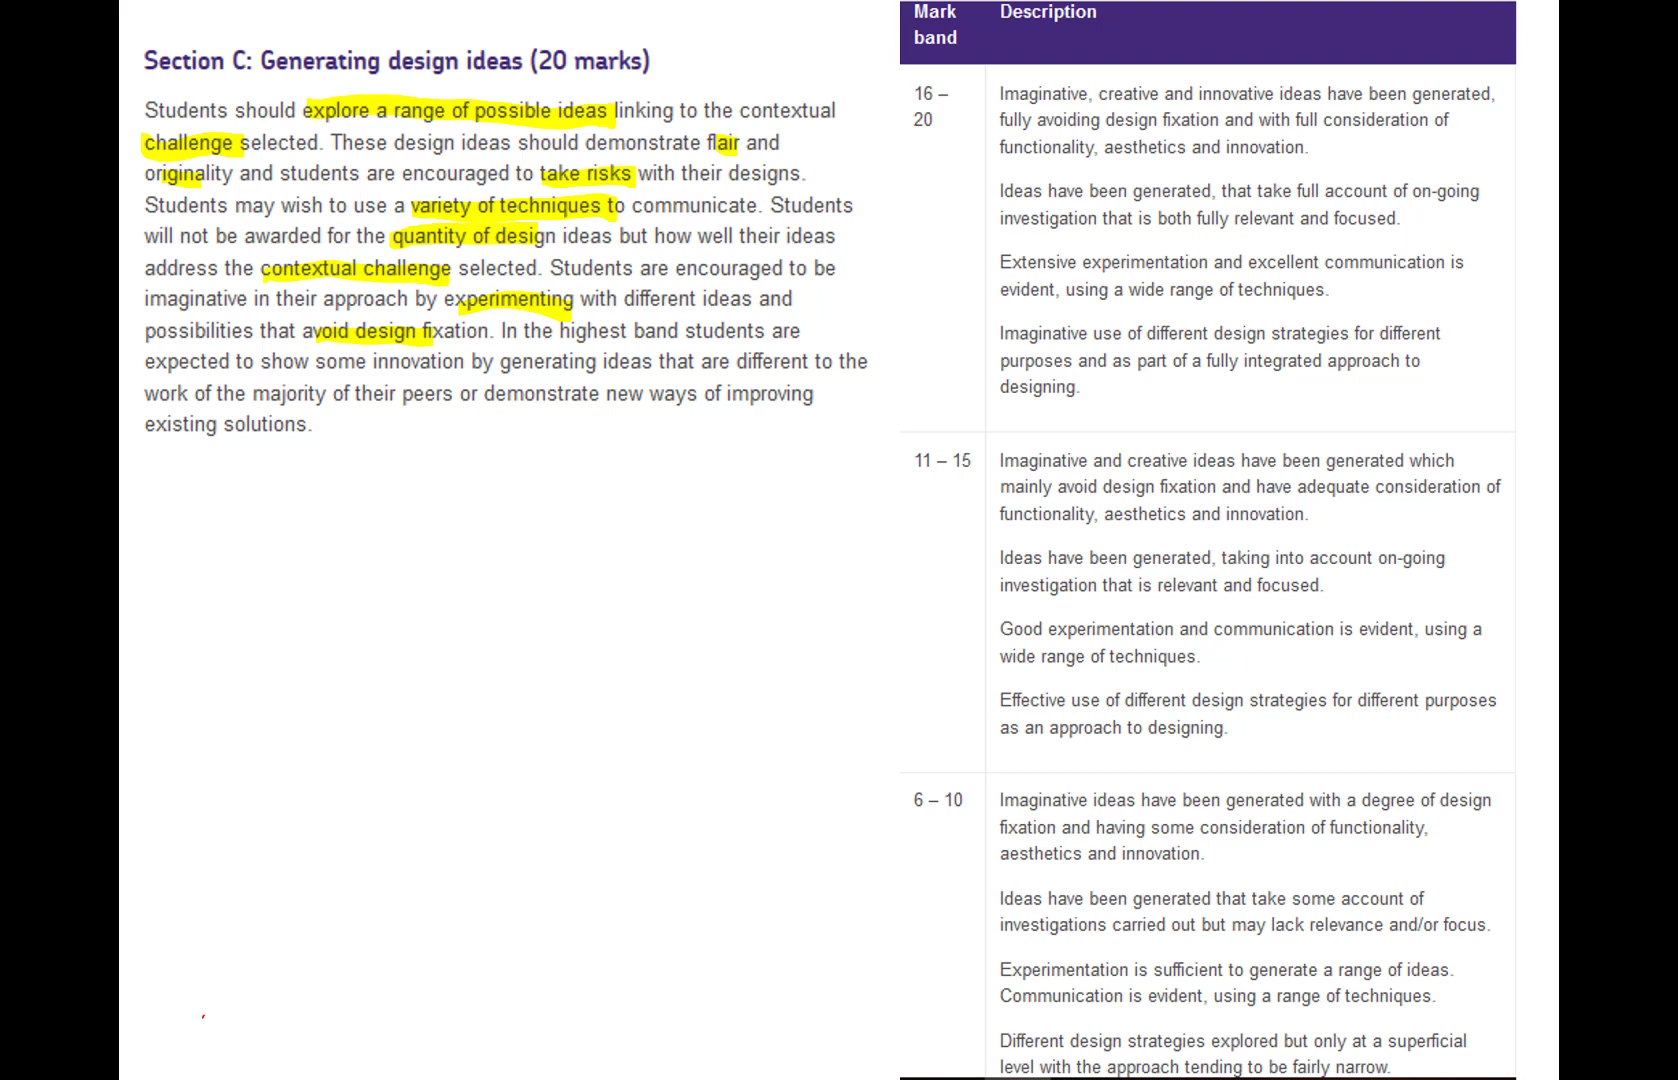 Section C: Generating design ideas (20 marks)
Students should explore a range of possible ideas linking to the contextual
challenge selected. These design ideas should demonstrate flair and
originality and students are encouraged to take risks with their designs.
Students may wish to use a variety of techniques to communicate. Students
will not be awarded for the quantity of design ideas but how well their ideas
address the contextual challenge selected. Students are encouraged to be
imaginative in their approach by experimenting with different ideas and
possibilities that avoid design fixation. In the highest band students are
expected to show some innovation by generating ideas that are different to the
work of the majority of their peers or demonstrate new ways of improving
existing solutions.
Mark
band
Description
16 –
20
Imaginative, creative and innovative ideas have been generated,
fully avoiding design fixation and with full consideration of
functionality, aesthetics and innovation.
Ideas have been generated, that take full account of on-going
investigation that is both fully relevant and focused.
Extensive experimentation and excellent communication is
evident, using a wide range of techniques.
Imaginative use of different design strategies for different
purposes and as part of a fully integrated approach to
designing.
11 – 15
Imaginative and creative ideas have been generated which
mainly avoid design fixation and have adequate consideration of
functionality, aesthetics and innovation.
Ideas have been generated, taking into account on-going
investigation that is relevant and focused.
Good experimentation and communication is evident, using a
wide range of techniques.
Effective use of different design strategies for different purposes
as an approach to designing.
6 – 10
Imaginative ideas have been generated with a degree of design
fixation and having some consideration of functionality,
aesthetics and innovation.
Ideas have been generated that take some account of
investigations carried out but may lack relevance and/or focus.
Experimentation is sufficient to generate a range of ideas.
Communication is evident, using a range of techniques.
Different design strategies explored but only at a superficial
level with the approach tending to be fairly narrow.